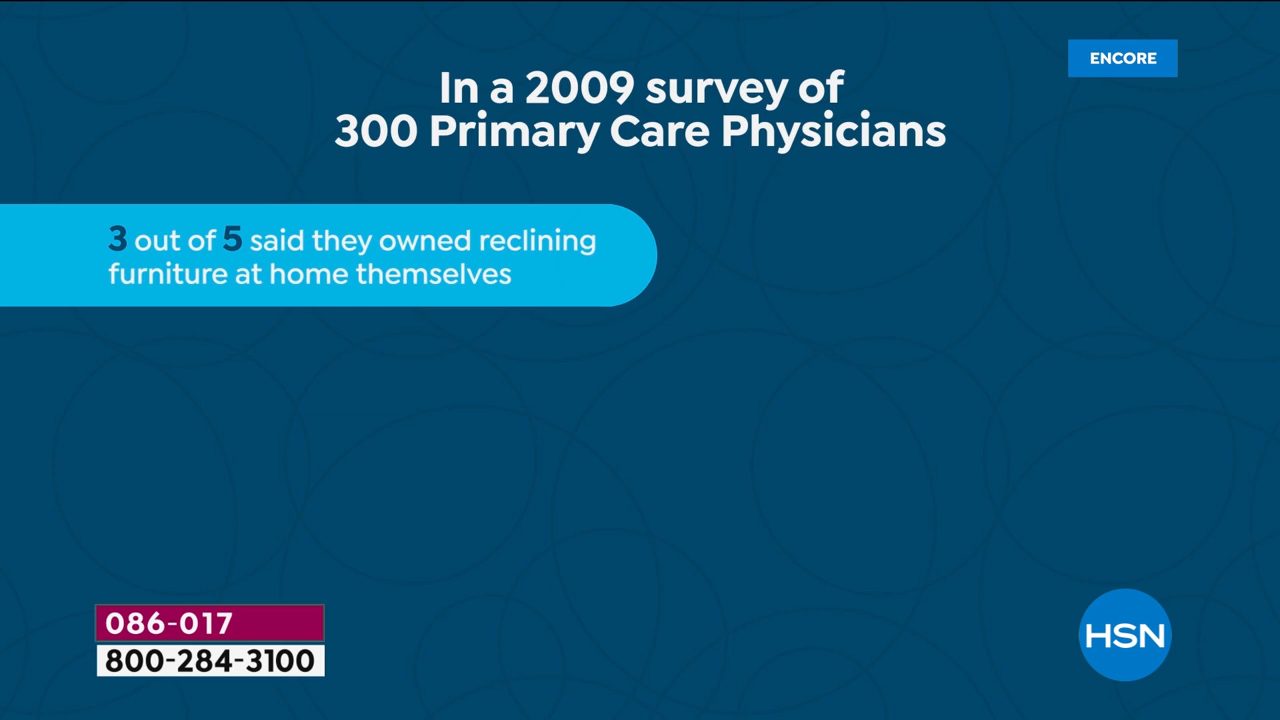 ENCORE
In a 2009 survey of
300 Primary Care Physicians
3 out of 5 said they owned reclining
furniture at home themselves
086-017
800-284-3100
HSN